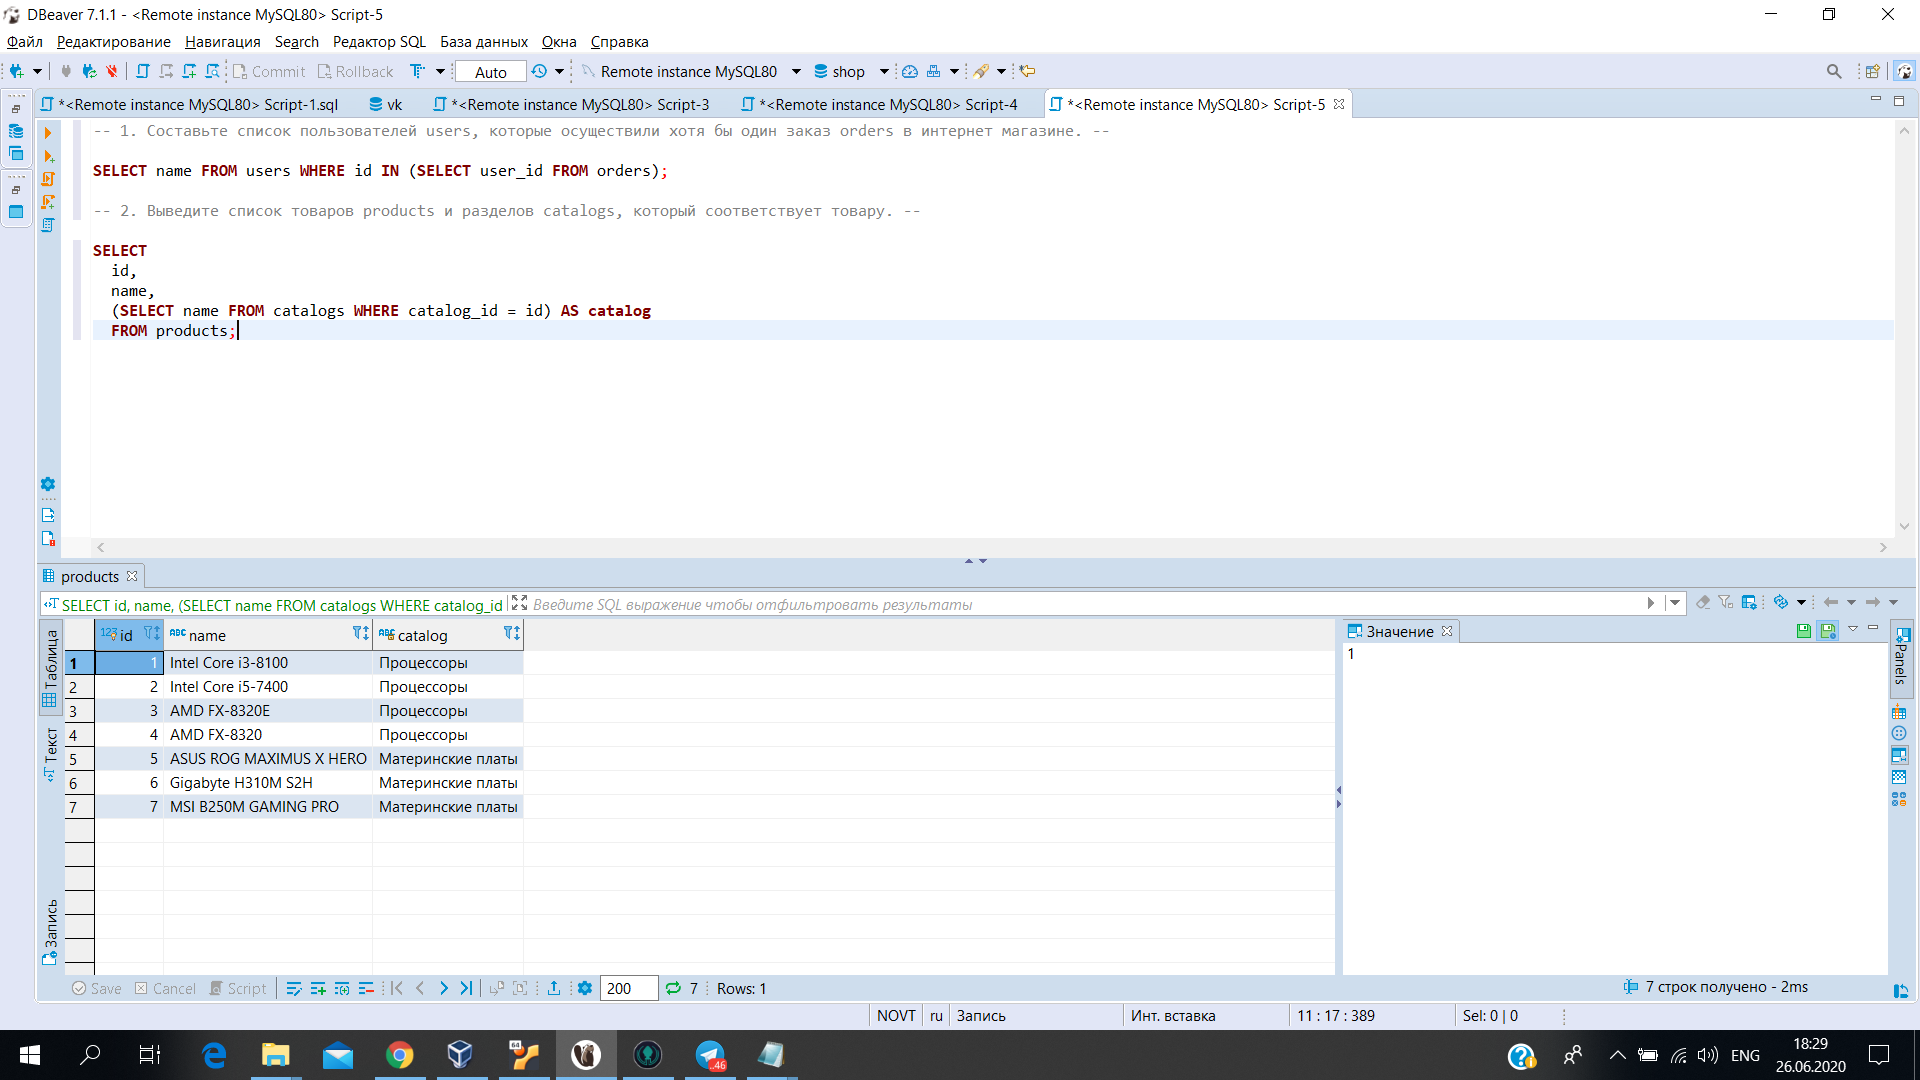 DBeaver 7.1.1 - <Remote instance MySQL80> Script-5
Файл Редактирование Навигация Search Редактор SQL База данных Окна Справка
Commit Rollback Auto Remote instance MySQL80 shop
*<Remote instance MySQL80> Script-1.sql vk *<Remote instance MySQL80> Script-3 *<Remote instance MySQL80> Script-4 *<Remote instance MySQL80> Script-5
-- 1. Составьте список пользователей users, которые осуществили хотя бы один заказ orders в интернет магазине. --
SELECT name FROM users WHERE id IN (SELECT user_id FROM orders);
-- 2. Выведите список товаров products и разделов catalogs, который соответствует товару. --
SELECT
id,
name,
(SELECT name FROM catalogs WHERE catalog_id = id) AS catalog
FROM products;
products
SELECT id, name, (SELECT name FROM catalogs WHERE catalog_id Введите SQL выражение чтобы отфильтровать результаты
Таблица
Текст
Запись
123 id ABC name ABC catalog
1 1 Intel Core i3-8100 Процессоры
2 2 Intel Core i5-7400 Процессоры
3 3 AMD FX-8320E Процессоры
4 4 AMD FX-8320 Процессоры
5 5 ASUS ROG MAXIMUS X HERO Материнские платы
6 6 Gigabyte H310M S2H Материнские платы
7 7 MSI B250M GAMING PRO Материнские платы
Значение
1
Panels
Save Cancel Script 200 7 Rows: 1
7 строк получено - 2ms
NOVT ru Запись Инт. вставка 11 : 17 : 389 Sel: 0 | 0
64
..46
ENG
18:29
26.06.2020